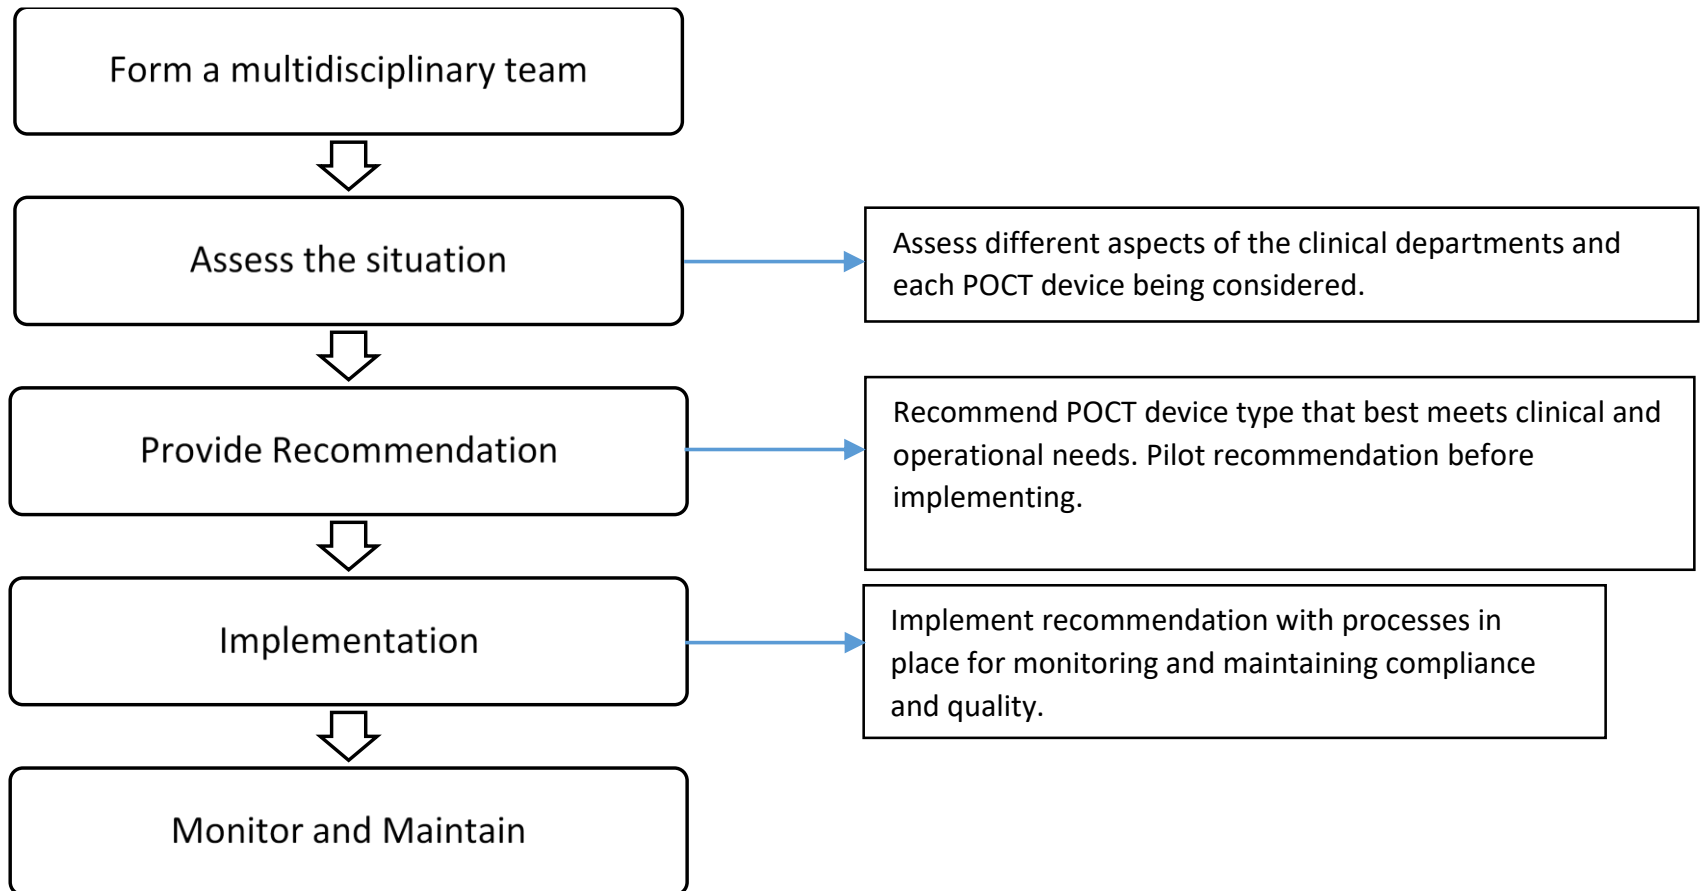 Form a multidisciplinary team
Assess the situation
Assess different aspects of the clinical departments and
each POCT device being considered.
Provide Recommendation
Recommend POCT device type that best meets clinical and
operational needs. Pilot recommendation before
implementing.
Implementation
Implement recommendation with processes in
place for monitoring and maintaining compliance
and quality.
Monitor and Maintain